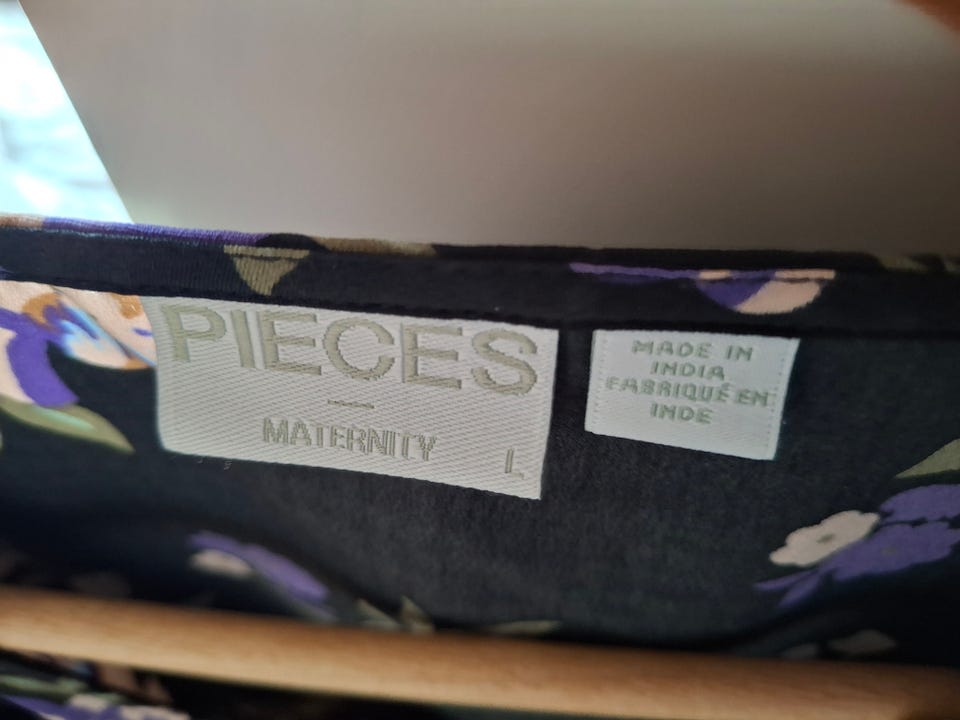 PIECES
MATERNITY
L
MADE IN
INDIA
FABRIQUÉ EN
INDE